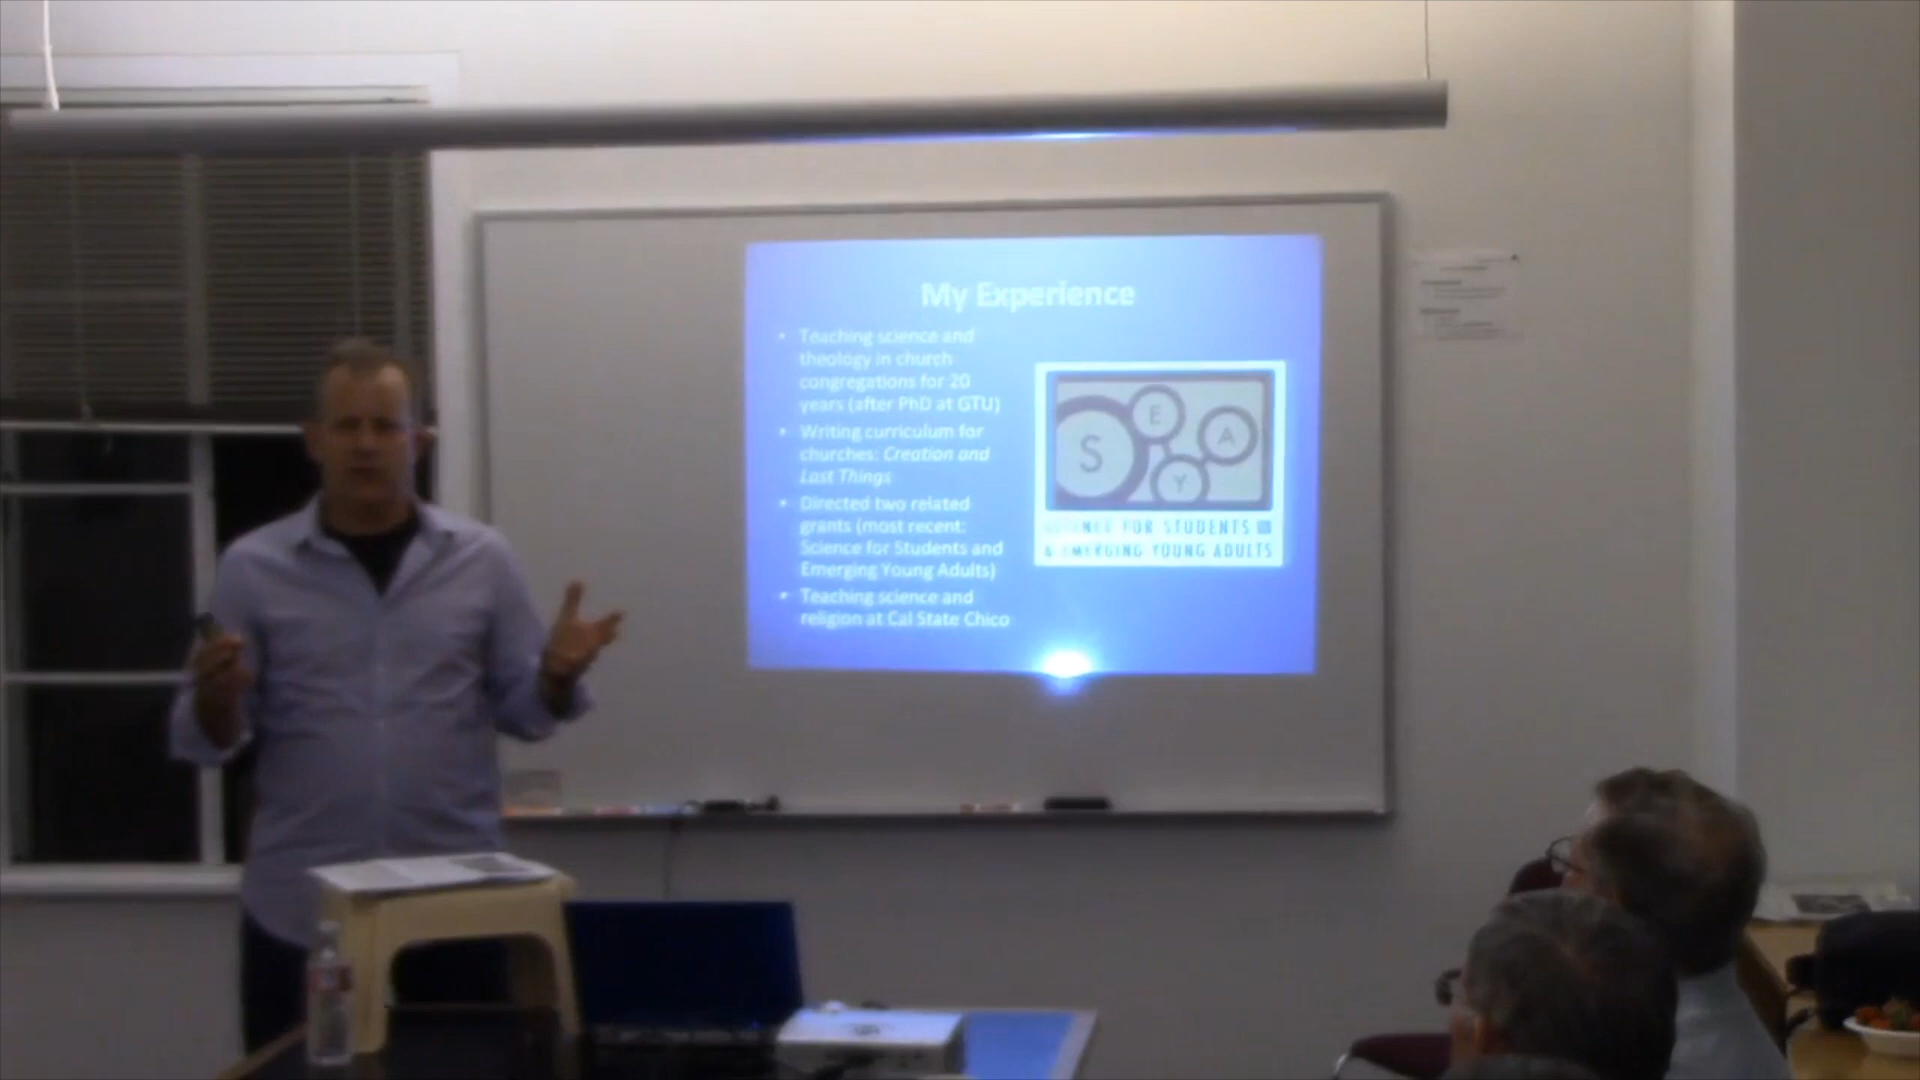 My Experience
• Teaching science and
theology in church
congregations for 20
years (after PhD at GTU)
• Writing curriculum for
churches: Creation and
Last Things
• Directed two related
grants (most recent:
Science for Students and
Emerging Young Adults)
• Teaching science and
religion at Cal State Chico
S
E
Y
A
SCIENCE FOR STUDENTS
& EMERGING YOUNG ADULTS